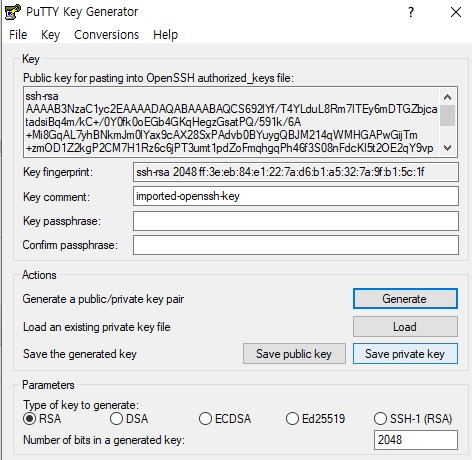 PuTTY Key Generator
File Key Conversions Help
Key
Public key for pasting into OpenSSH authorized_keys file:
ssh-rsa
AAAAB3NzaC1yc2EAAAADAQABAAABAQCS692lYf/T4YLduL8Rm7ITEy6mDTGZbjca
tadsiBq4m/kC+/0Y0fk0oEGb4GKqHegzGsatPQ/591k/6A
+Mi8GqAL7yhBNkmJm0lYax9cAX28SxPAdvb0BYuygQBJM214qWMHGAPwGijTm
+zmOD1Z2kgP2CM7H1Rz6c6jPT3umt1pdZoFmqhgqPh46f3S08nFdcKI5t2OE2qY9vp
Key fingerprint: ssh-rsa 2048 ff:3e:eb:84:e1:22:7a:d6:b1:a5:32:7a:9f:b1:5c:1f
Key comment: imported-openssh-key
Key passphrase:
Confirm passphrase:
Actions
Generate a public/private key pair Generate
Load an existing private key file Load
Save the generated key Save public key Save private key
Parameters
Type of key to generate:
RSA DSA ECDSA Ed25519 SSH-1 (RSA)
Number of bits in a generated key: 2048